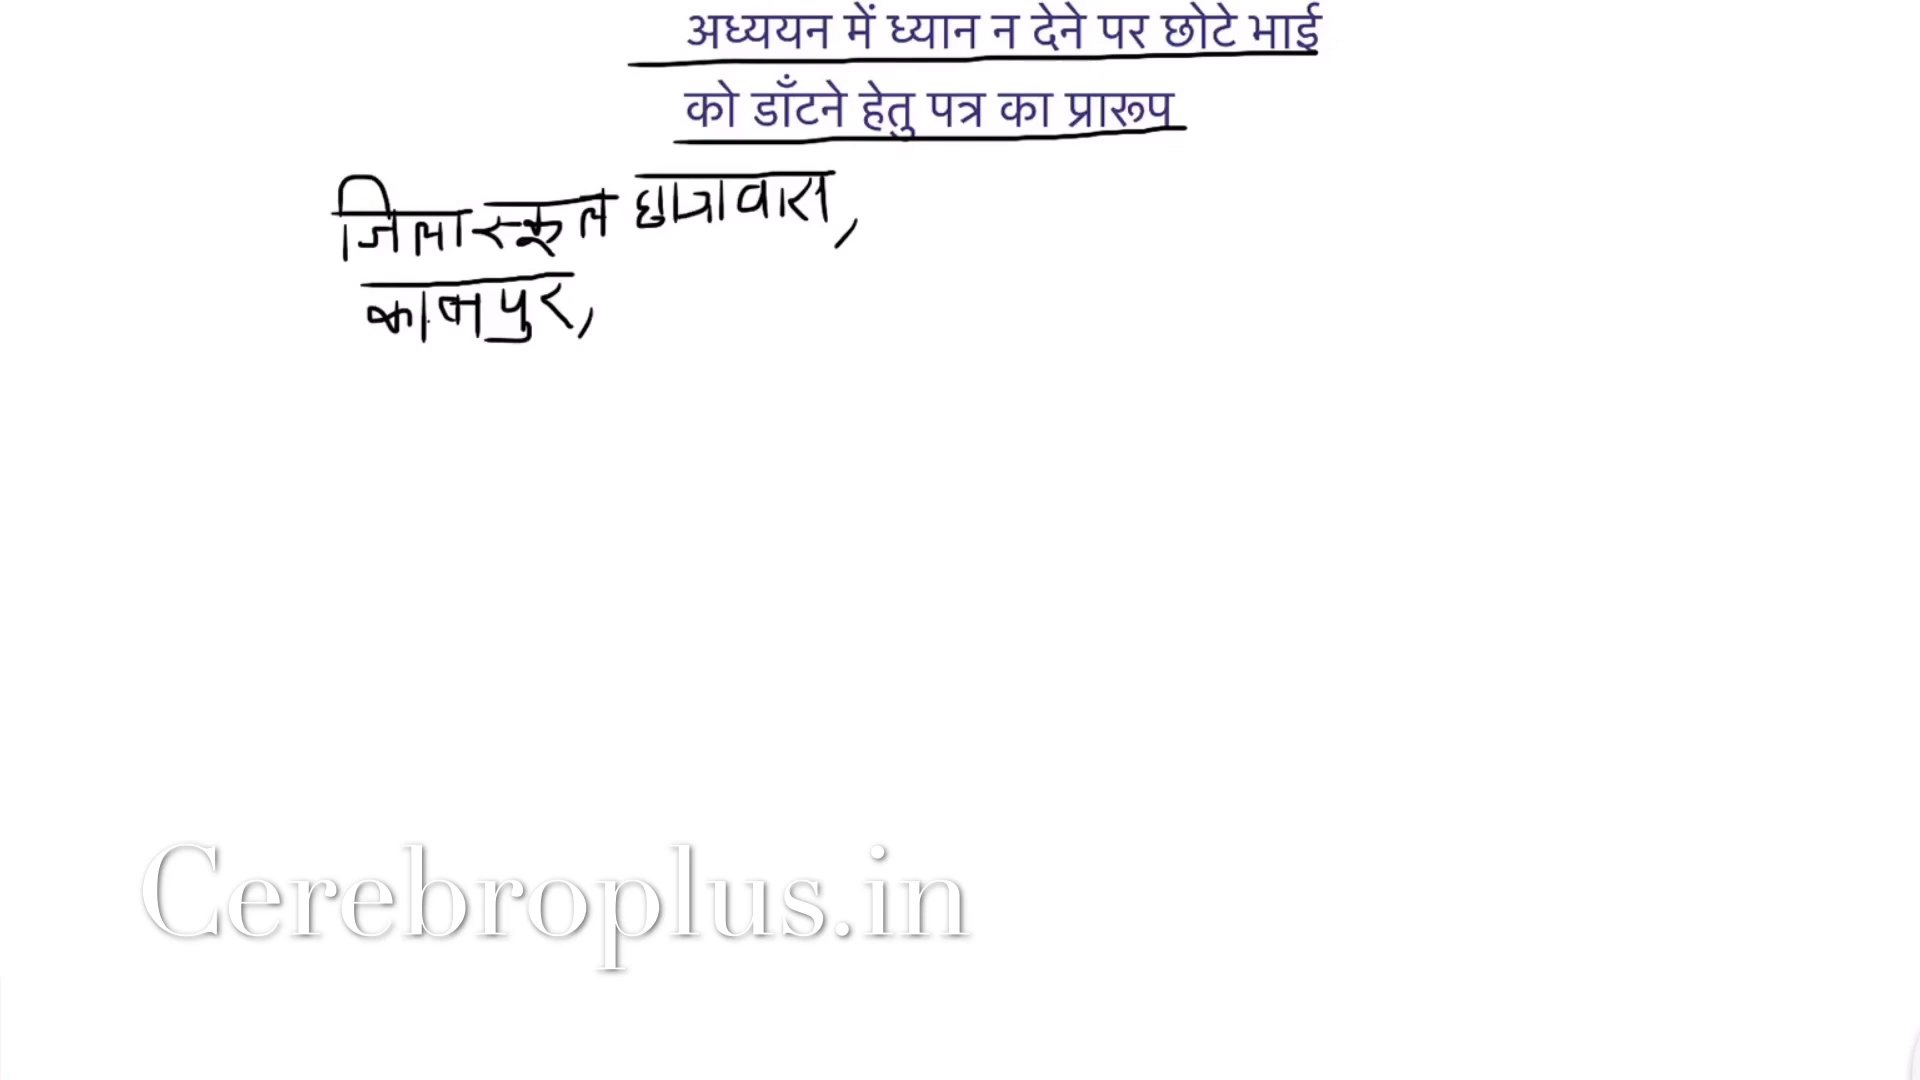 अध्ययन में ध्यान न देने पर छोटे भाई
को डाँटने हेतु पत्र का प्रारूप
जिला स्कूल छात्रावास,
कानपुर,
Cerebroplus.in